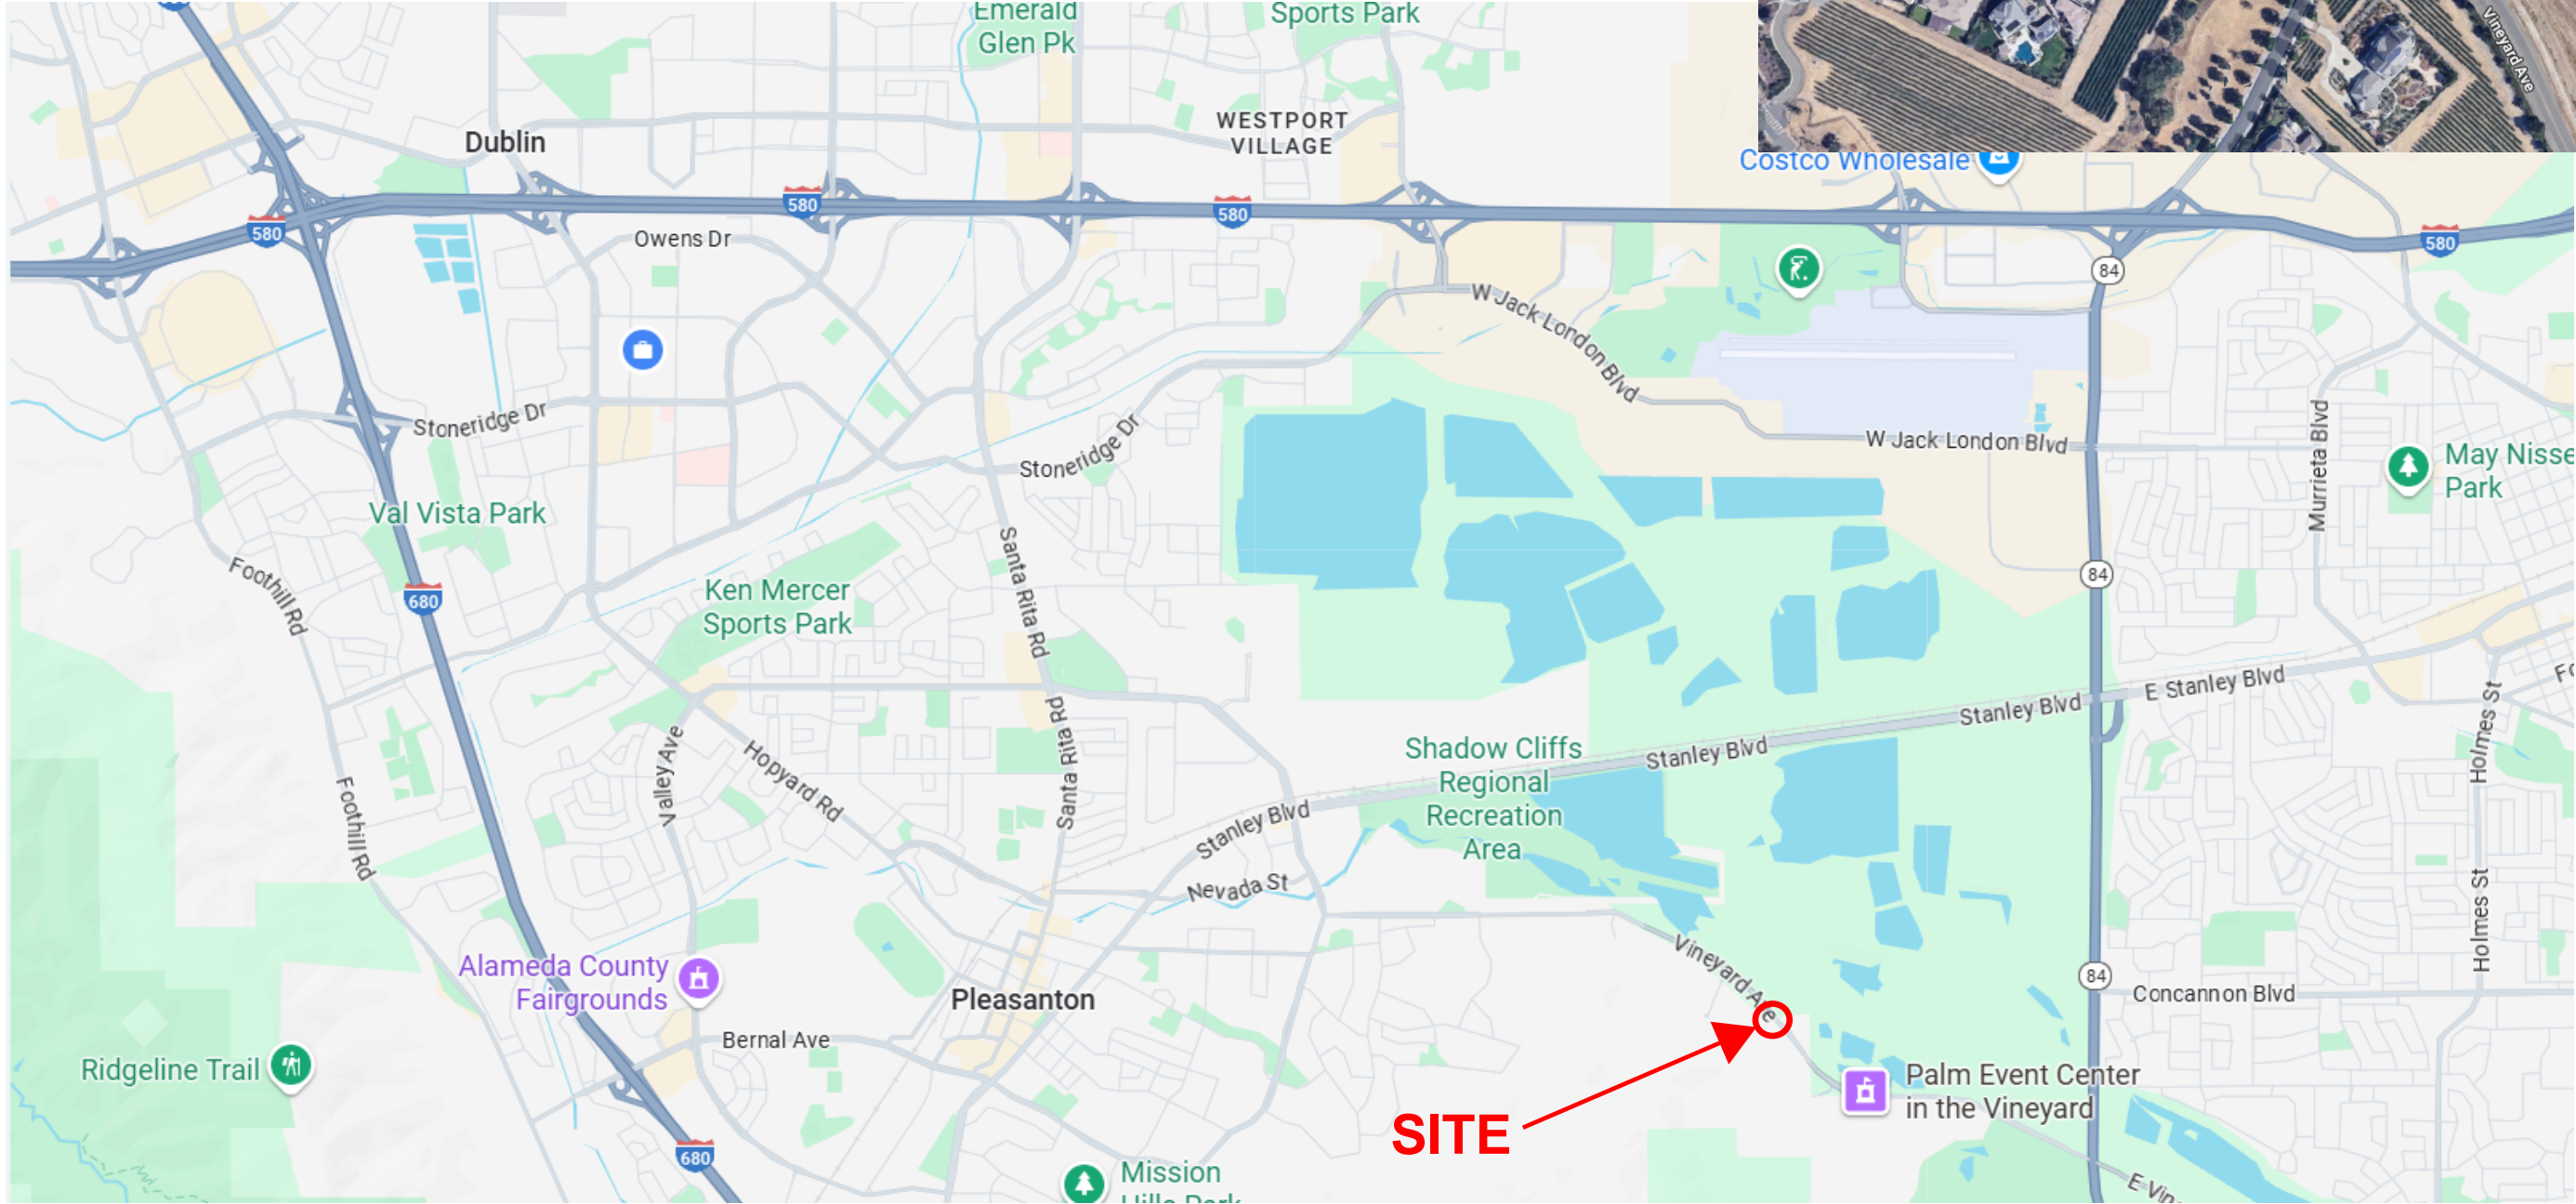 Emerald
Glen Pk
Sports Park
Vineyard Ave
Dublin
WESTPORT
VILLAGE
Costco Wholesale
580
580
580
580
Owens Dr
84
W Jack London Blvd
Stoneridge Dr
Stoneridge Dr
W Jack London Blvd
Murrieta Blvd
May Nisse
Park
Val Vista Park
Santa Rita Rd
Foothill Rd
680
Ken Mercer
Sports Park
84
E Stanley Blvd
Stanley Blvd
Stanley Blvd
Stanley Blvd
Holmes St
Fo
Santa Rita Rd
Valley Ave
Hopyard Rd
Foothill Rd
Shadow Cliffs
Regional
Recreation
Area
Nevada St
Holmes St
Alameda County
Fairgrounds
Pleasanton
Vineyard Ave
84
Concannon Blvd
Bernal Ave
Ridgeline Trail
Palm Event Center
in the Vineyard
SITE
680
Mission
Hills Park
E Vin